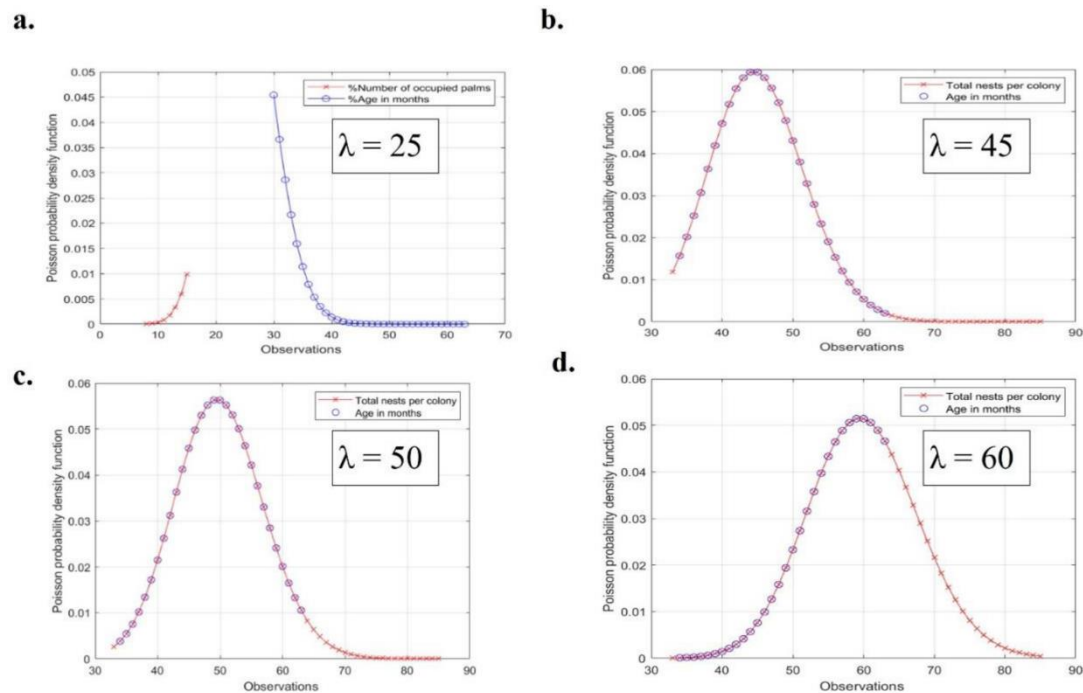 a.
0.05
0.045
0.04
0.035
0.03
0.025
0.02
0.015
0.01
0.005
0
Poisson probability density function
%Number of occupied palms
%Age in months
λ = 25
0 10 20 30 40 50 60 70
Observations
b.
0.06
0.05
0.04
0.03
0.02
0.01
0
Poisson probability density function
Total nests per colony
Age in months
λ = 45
30 40 50 60 70 80 90
Observations
c.
0.06
0.05
0.04
0.03
0.02
0.01
0
Poisson probability density function
Total nests per colony
Age in months
λ = 50
30 40 50 60 70 80 90
Observations
d.
0.06
0.05
0.04
0.03
0.02
0.01
0
Poisson probability density function
Total nests per colony
Age in months
λ = 60
30 40 50 60 70 80 90
Observations